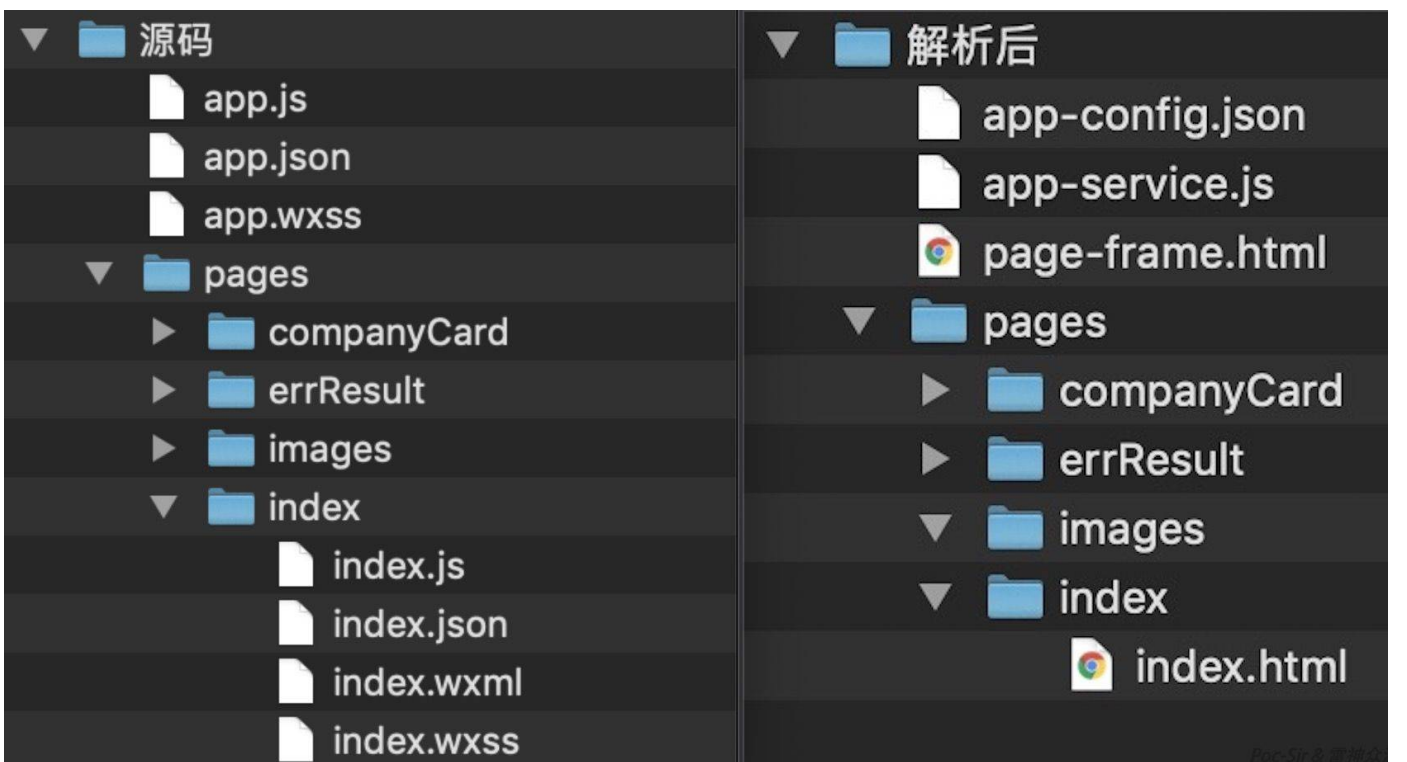 源码
app.js
app.json
app.wxss
pages
companyCard
errResult
images
index
index.js
index.json
index.wxml
index.wxss
解析后
app-config.json
app-service.js
page-frame.html
pages
companyCard
errResult
images
index
index.html